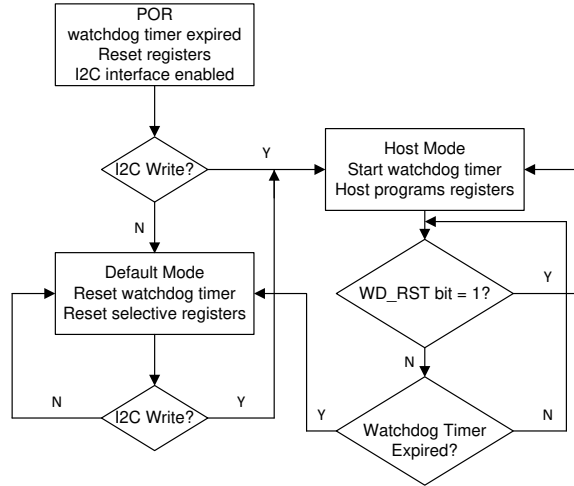 POR
watchdog timer expired
Reset registers
I2C interface enabled
I2C Write?
Y
N
Host Mode
Start watchdog timer
Host programs registers
Default Mode
Reset watchdog timer
Reset selective registers
WD_RST bit = 1?
Y
N
I2C Write?
N
Y
Watchdog Timer
Expired?
Y
N